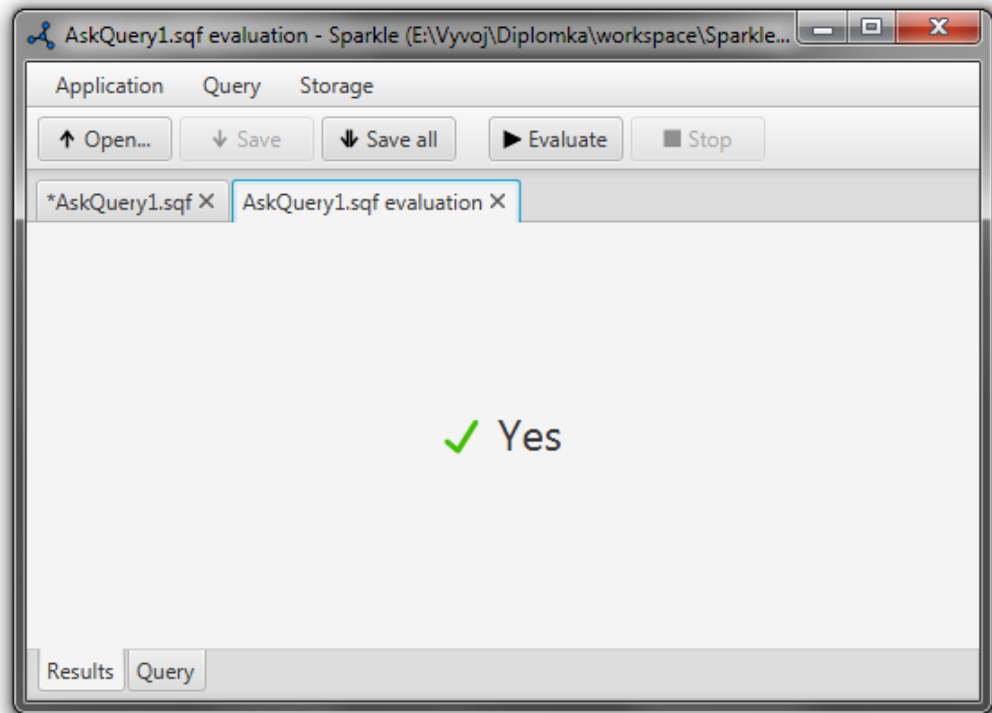 AskQuery1.sqf evaluation - Sparkle (E:\Vyvoj\Diplomka\workspace\Sparkle...
Application Query Storage
Open... Save Save all Evaluate Stop
*AskQuery1.sqf AskQuery1.sqf evaluation
Yes
Results Query